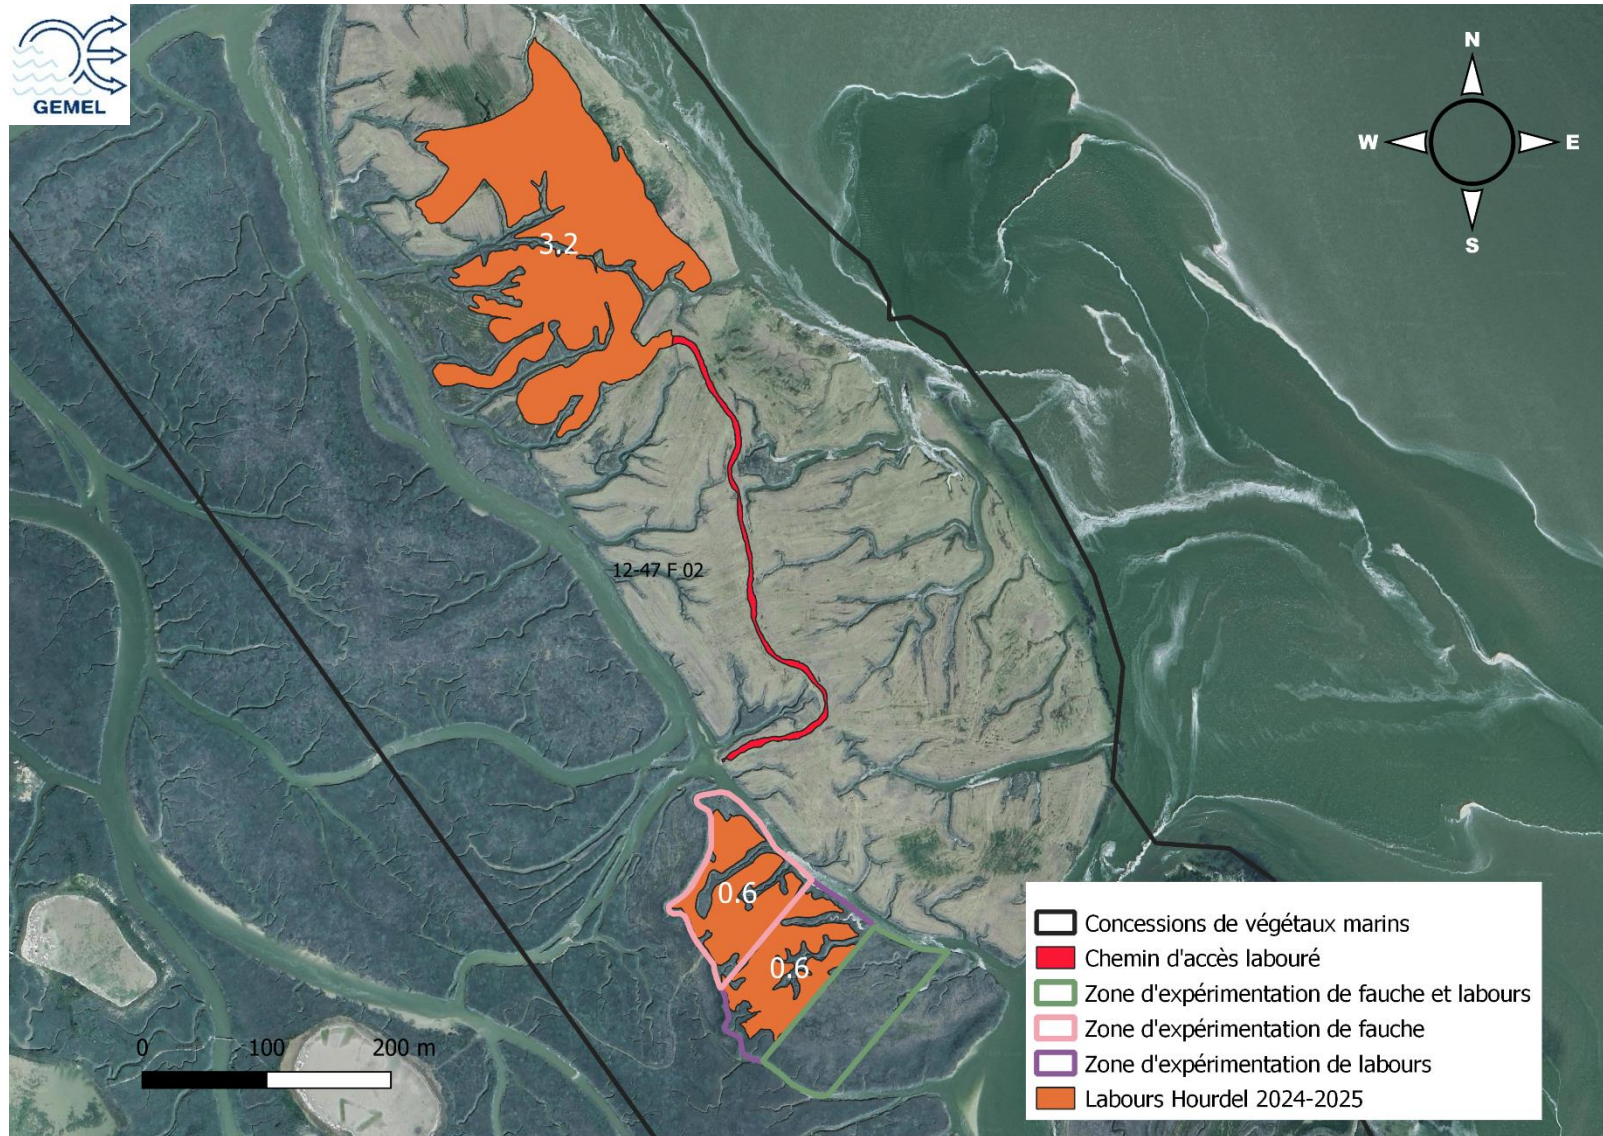 GEMEL
N
W
E
S
3.2
12-47 F 02
0.6
0.6
0 100 200 m
Concessions de végétaux marins
Chemin d'accès labouré
Zone d'expérimentation de fauche et labours
Zone d'expérimentation de fauche
Zone d'expérimentation de labours
Labours Hourdel 2024-2025